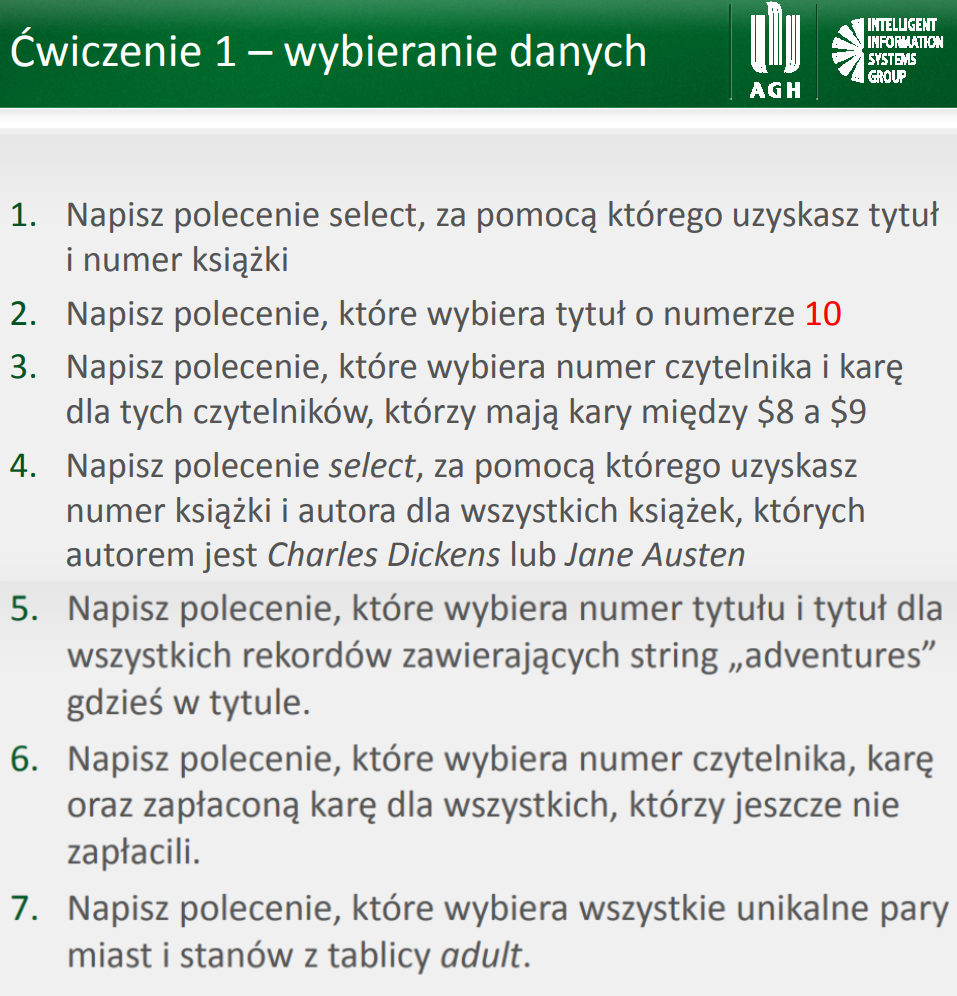 Ćwiczenie 1 – wybieranie danych
AGH
INTELLIGENT
INFORMATION
SYSTEMS
GROUP
1. Napisz polecenie select, za pomocą którego uzyskasz tytuł
i numer książki
2. Napisz polecenie, które wybiera tytuł o numerze 10
3. Napisz polecenie, które wybiera numer czytelnika i karę
dla tych czytelników, którzy mają kary między $8 a $9
4. Napisz polecenie select, za pomocą którego uzyskasz
numer książki i autora dla wszystkich książek, których
autorem jest Charles Dickens lub Jane Austen
5. Napisz polecenie, które wybiera numer tytułu i tytuł dla
wszystkich rekordów zawierających string „adventures”
gdzieś w tytule.
6. Napisz polecenie, które wybiera numer czytelnika, karę
oraz zapłaconą karę dla wszystkich, którzy jeszcze nie
zapłacili.
7. Napisz polecenie, które wybiera wszystkie unikalne pary
miast i stanów z tablicy adult.